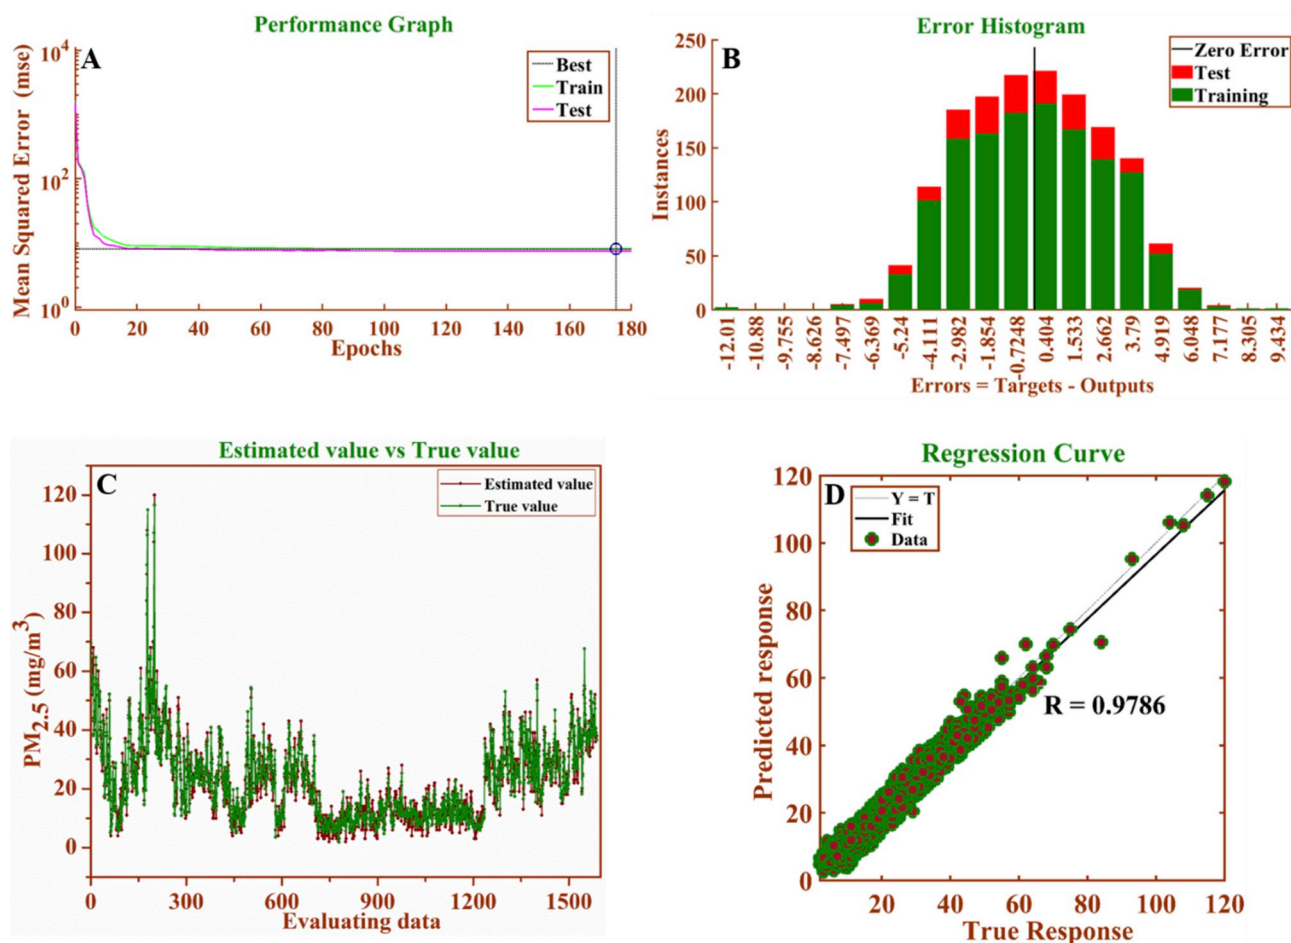 Performance Graph
A
Mean Squared Error (mse)
10^4
10^2
10^0
Best
Train
Test
0 20 40 60 80 100 120 140 160 180
Epochs
Error Histogram
B
Instances
250
200
150
100
50
0
Zero Error
Test
Training
-12.01 -10.88 -9.755 -8.626 -7.497 -6.369 -5.24 -4.111 -2.982 -1.854 -0.7248 0.404 1.533 2.662 3.79 4.919 6.048 7.177 8.305 9.434
Errors = Targets - Outputs
Estimated value vs True value
C
PM2.5 (mg/m^3)
120
100
80
60
40
20
0
Estimated value
True value
0 300 600 900 1200 1500
Evaluating data
Regression Curve
D
Predicted response
120
100
80
60
40
20
0
Y = T
Fit
Data
R = 0.9786
20 40 60 80 100 120
True Response